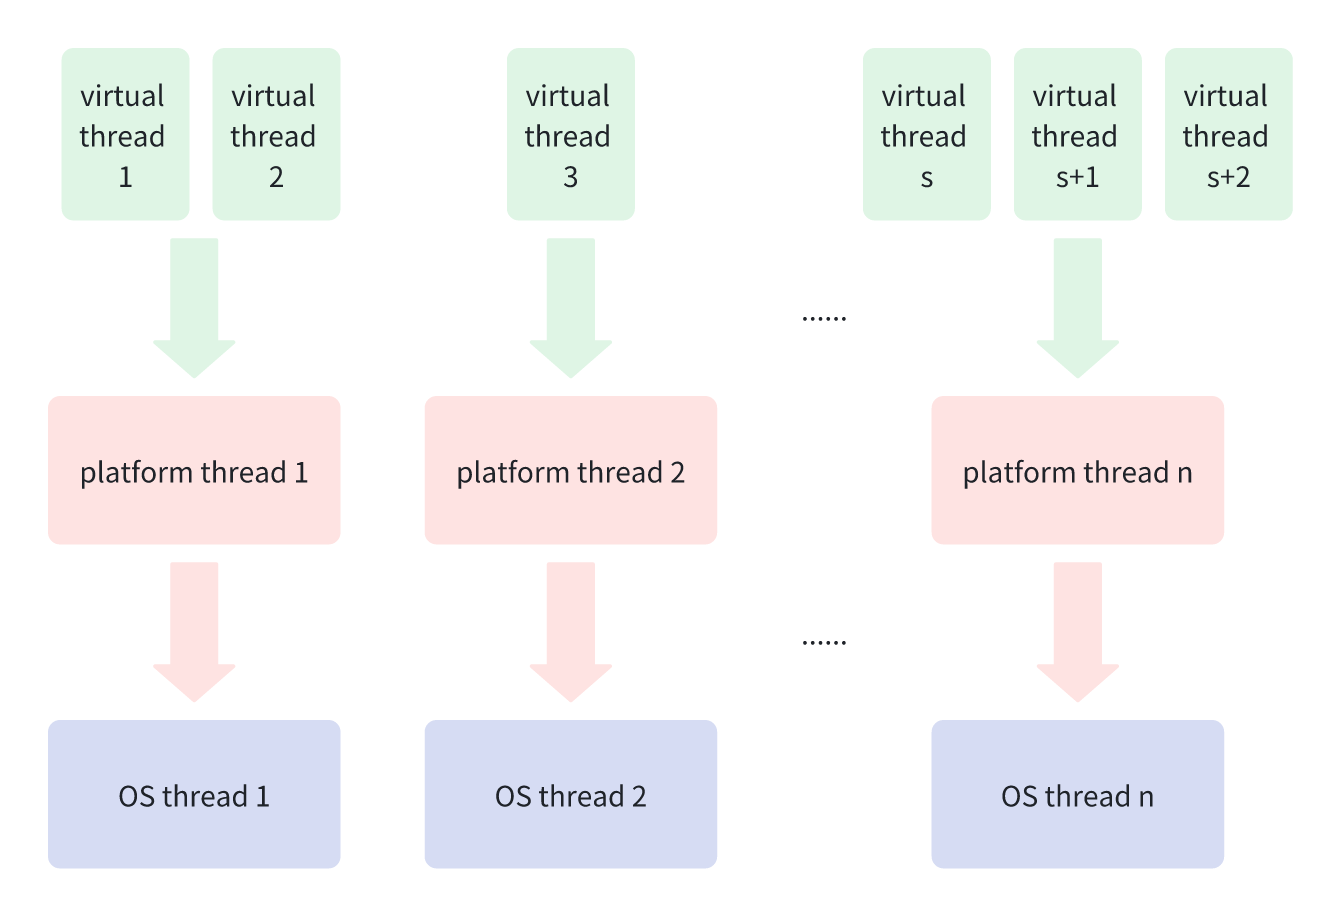 virtual
thread
1
virtual
thread
2
virtual
thread
3
virtual
thread
s
virtual
thread
s+1
virtual
thread
s+2
......
platform thread 1
platform thread 2
platform thread n
......
OS thread 1
OS thread 2
OS thread n